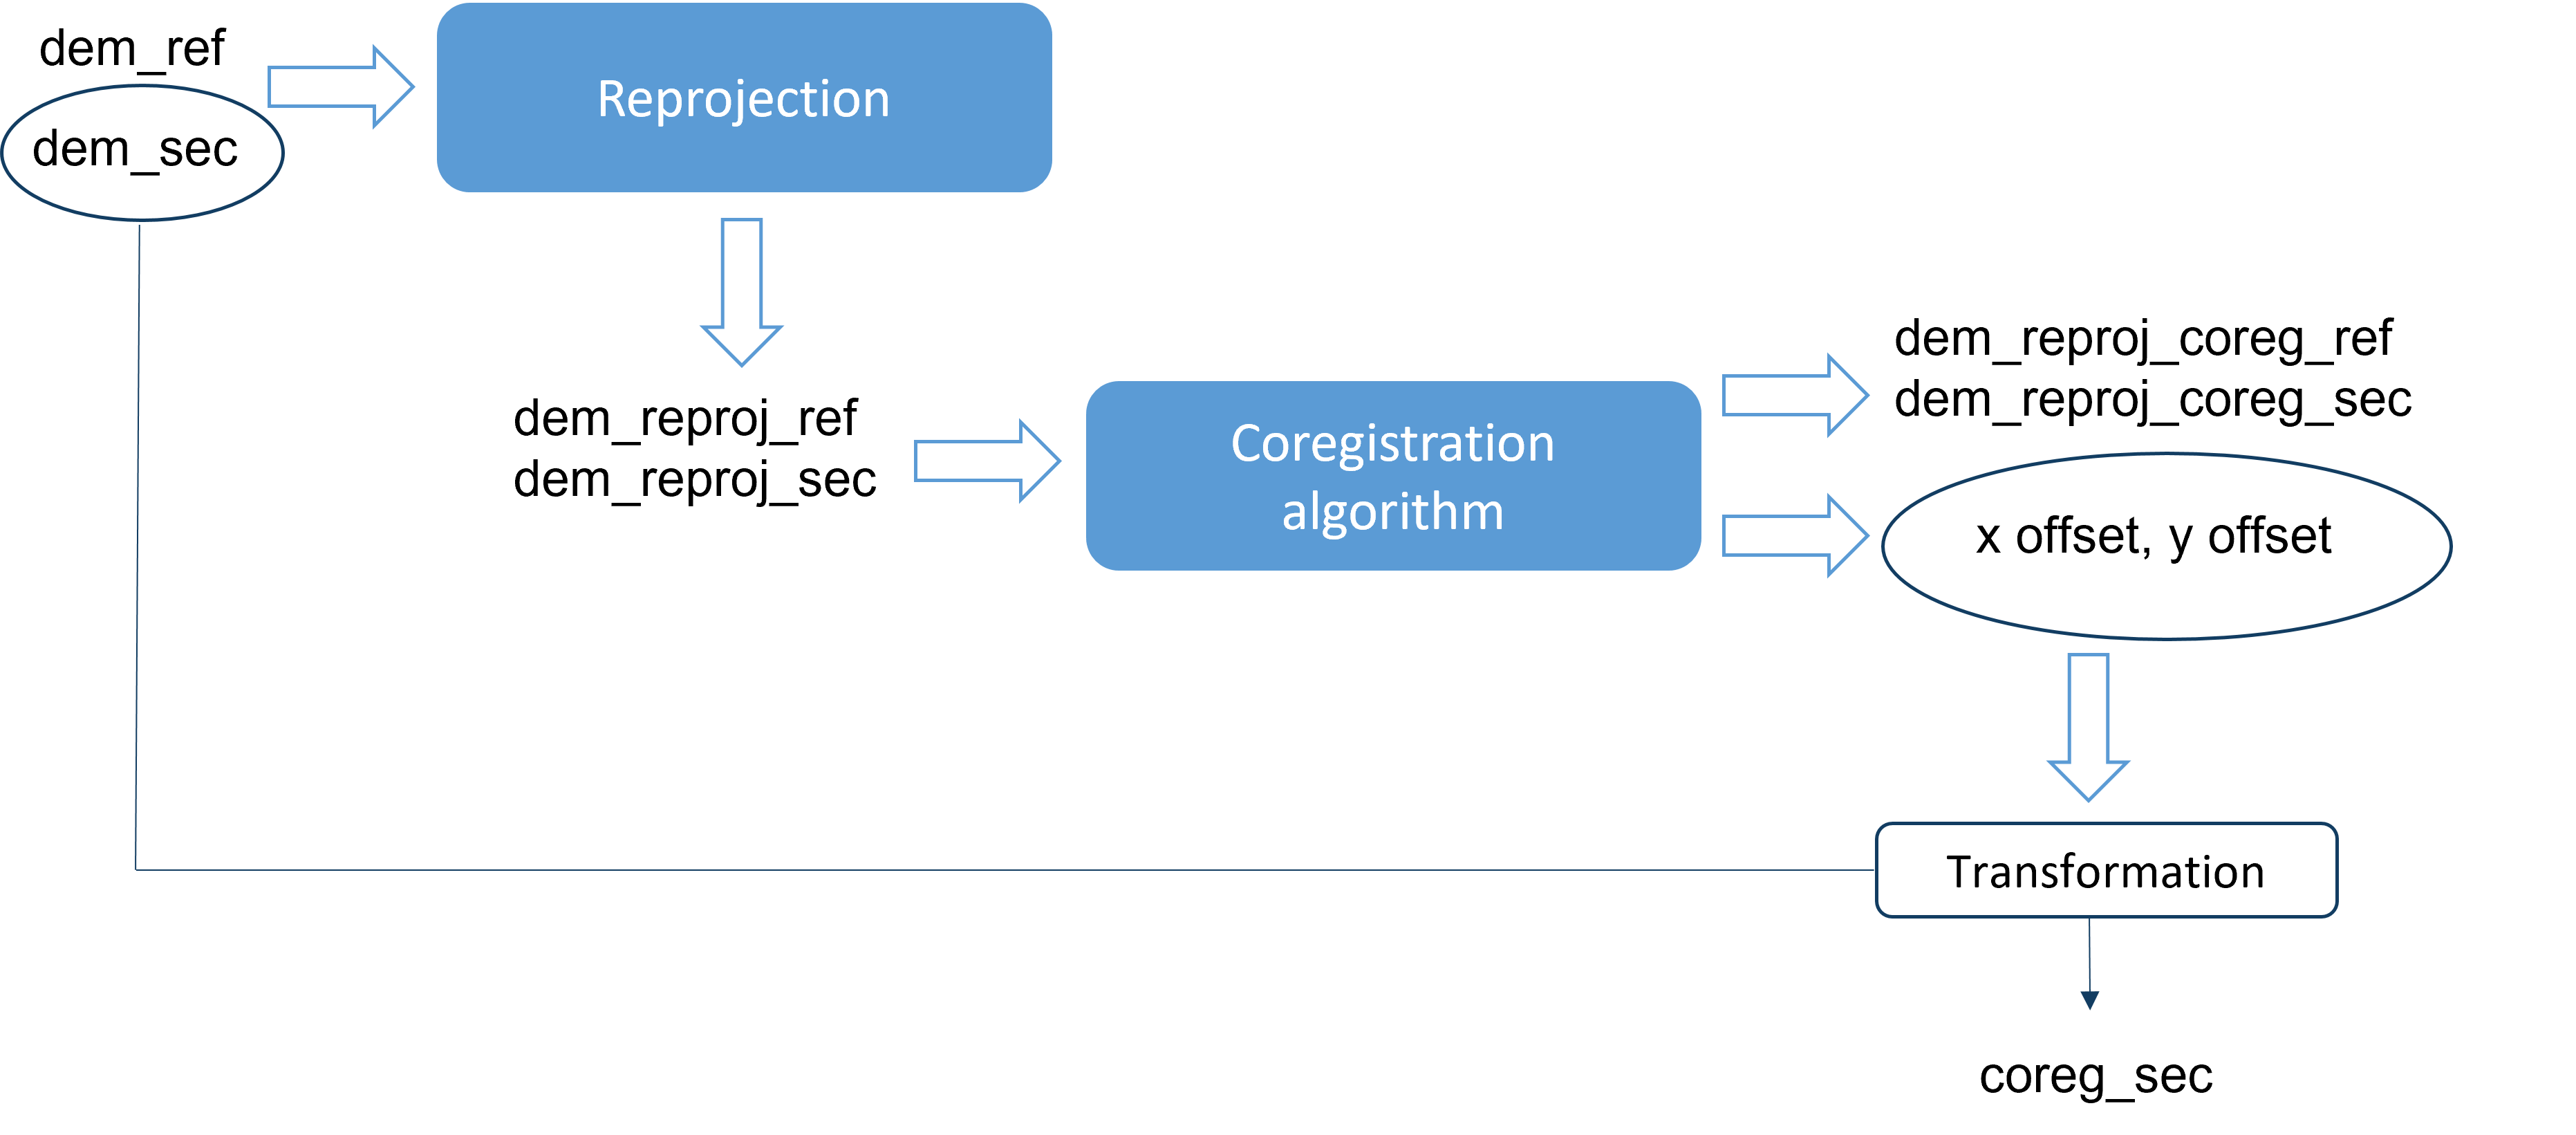 dem_ref
dem_sec
Reprojection
dem_reproj_ref
dem_reproj_sec
Coregistration
algorithm
dem_reproj_coreg_ref
dem_reproj_coreg_sec
x offset, y offset
Transformation
coreg_sec